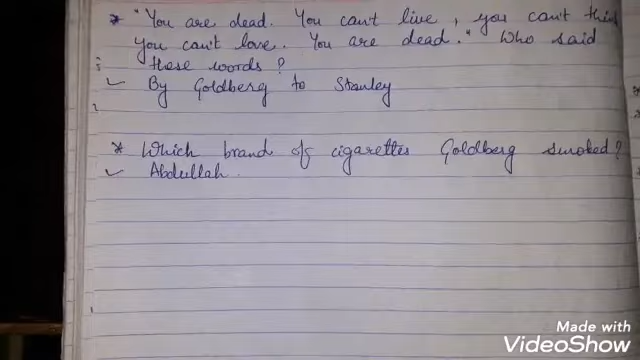 * "You are dead. You can't live, you can't think
you can't love. You are dead." Who said
these words?
✓ By Goldberg to Stanley
* Which brand of cigarettes Goldberg smoked?
✓ Abdullah.
Made with
VideoShow